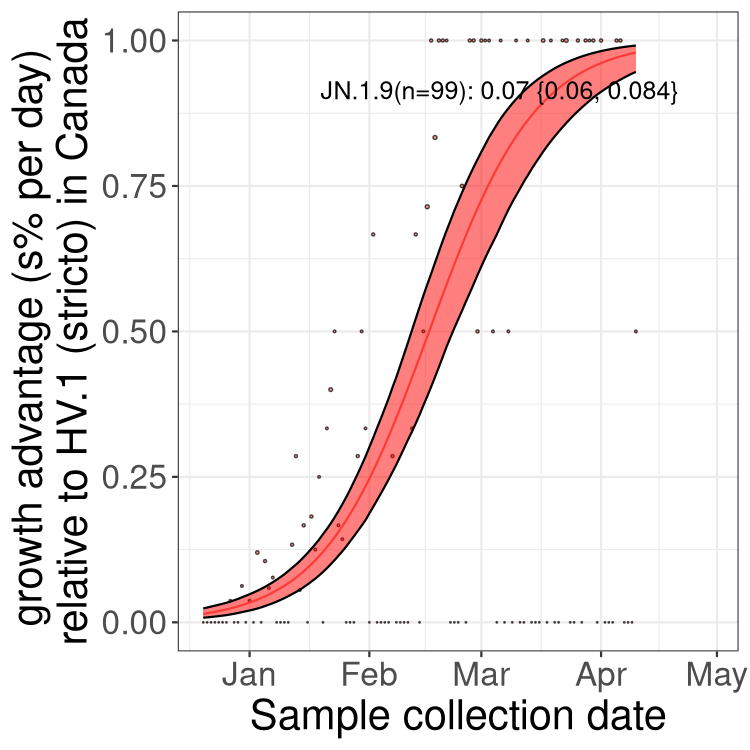 growth advantage (s% per day)
relative to HV.1 (stricto) in Canada
1.00
0.75
0.50
0.25
0.00
JN.1.9(n=99): 0.07 {0.06, 0.084}
Jan Feb Mar Apr May
Sample collection date